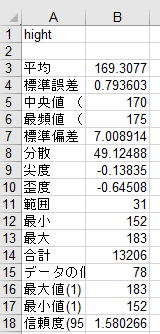 A B
1 hight
2
3 平均 169.3077
4 標準誤差 0.793603
5 中央値 （ 170
6 最頻値 （ 175
7 標準偏差 7.008914
8 分散 49.12488
9 尖度 -0.13835
10 歪度 -0.64508
11 範囲 31
12 最小 152
13 最大 183
14 合計 13206
15 データの個 78
16 最大値(1) 183
17 最小値(1) 152
18 信頼度(95 1.580266